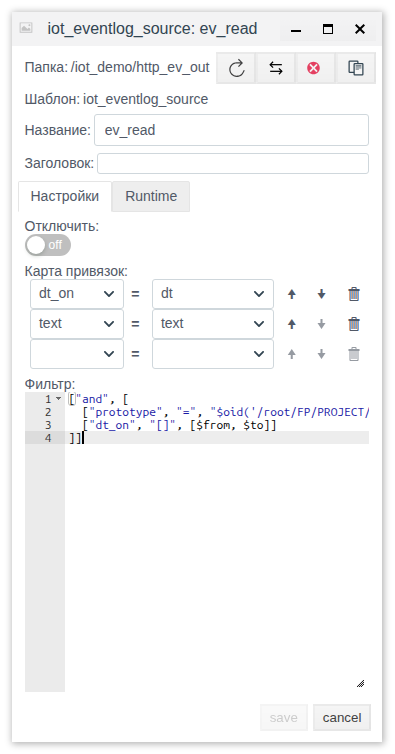 iot_eventlog_source: ev_read
Папка: /iot_demo/http_ev_out
Шаблон: iot_eventlog_source
Название: ev_read
Заголовок:
Настройки Runtime
Отключить:
off
Карта привязок:
dt_on = dt
text = text
=
Фильтр:
1 ["and", [
2 ["prototype", "=", "$oid('/root/FP/PROJECT/
3 ["dt_on", "[]", [$from, $to]]
4 ]]
save cancel